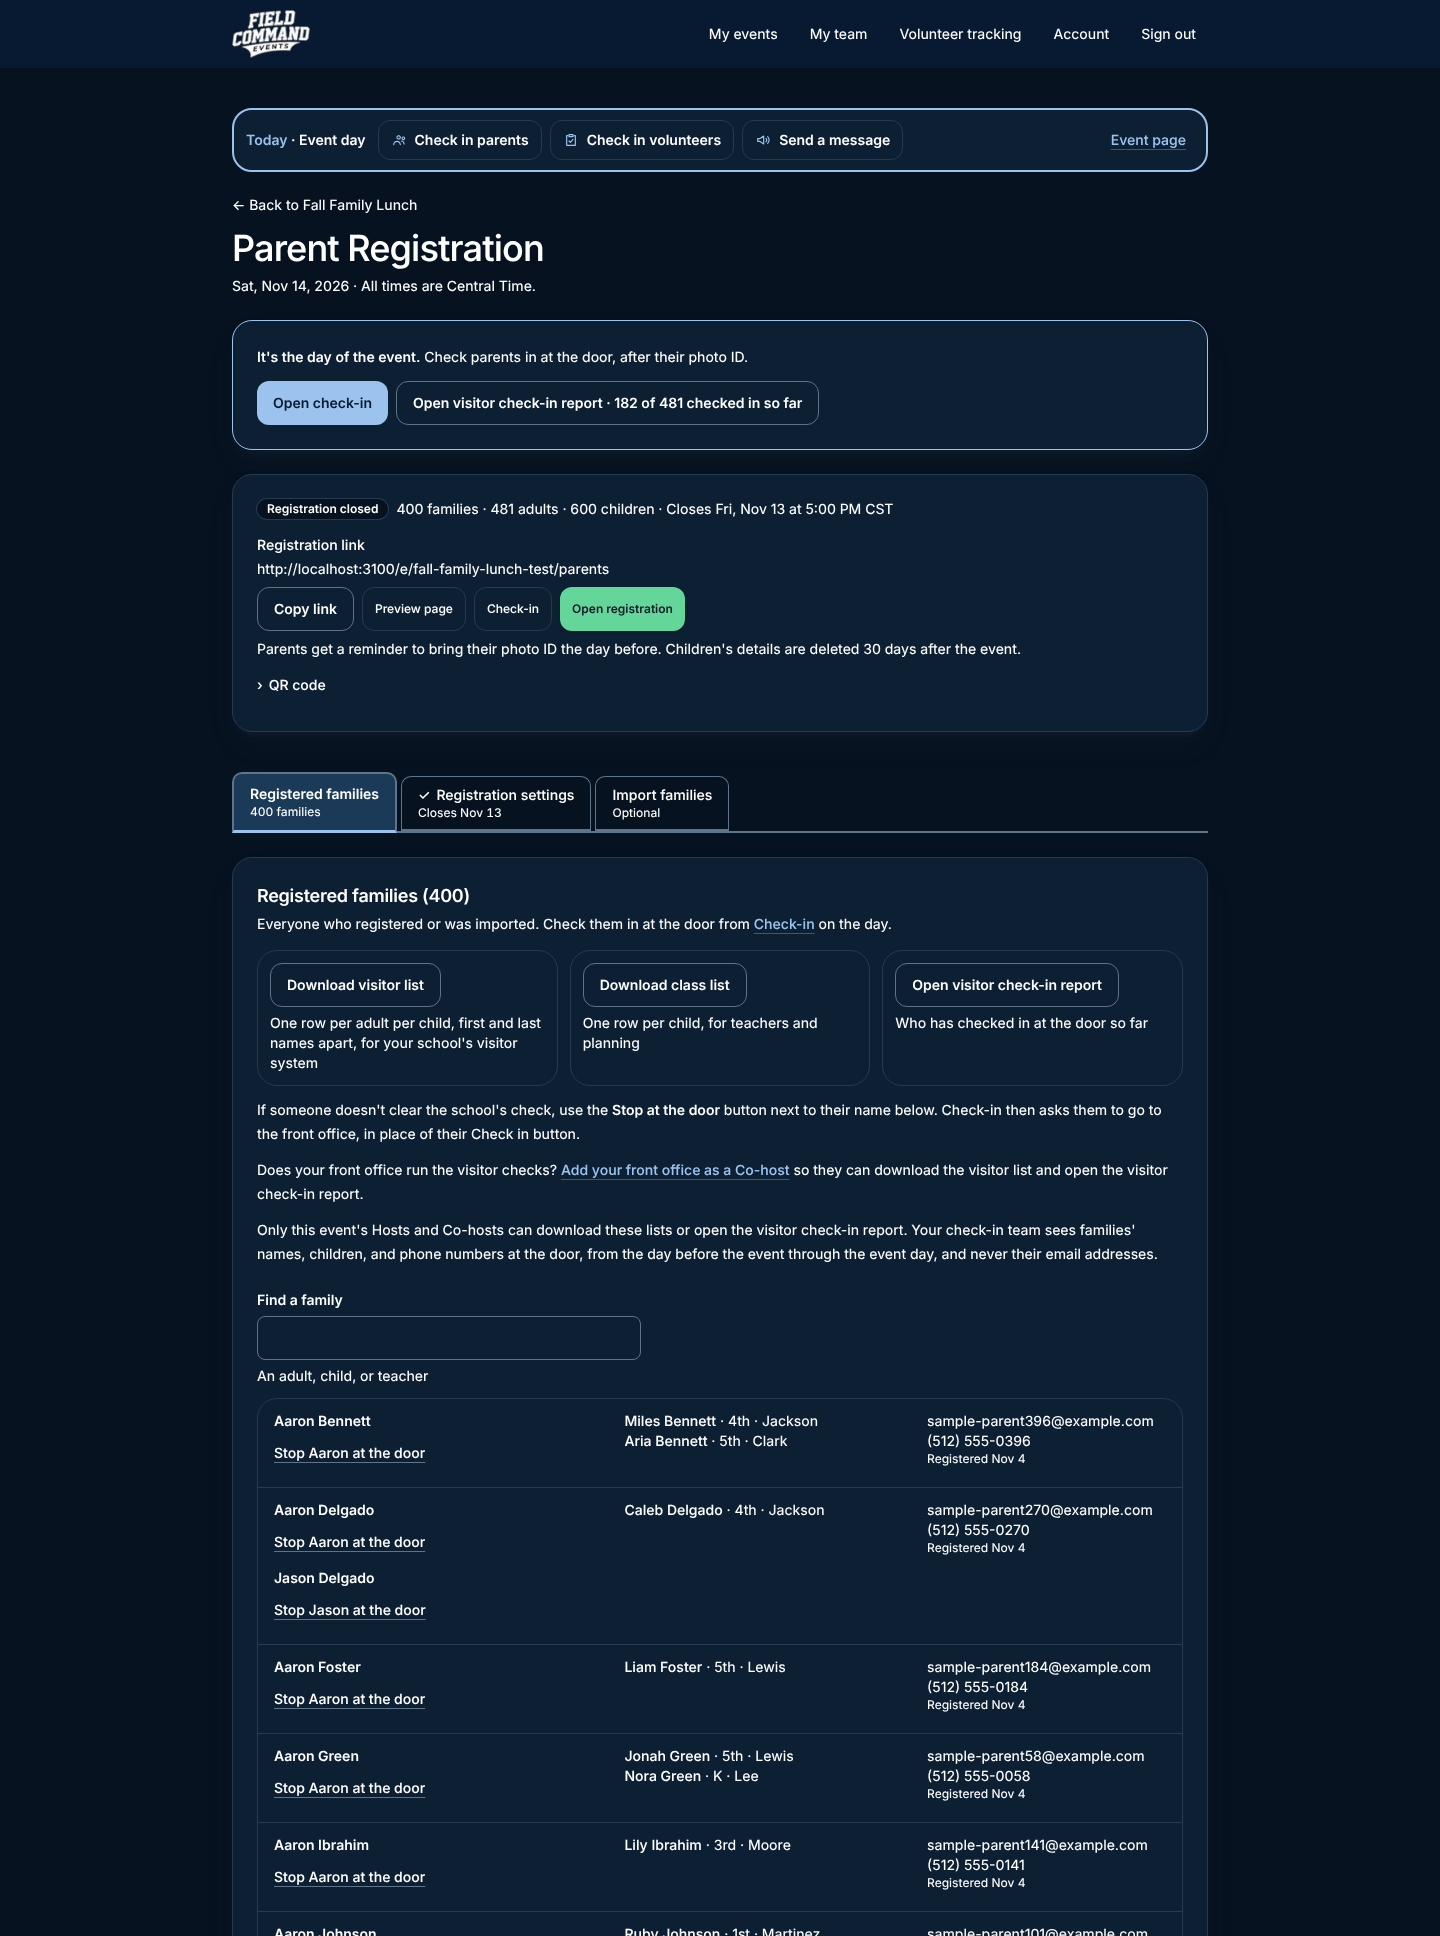 FIELD
COMMAND
EVENTS
My events
My team
Volunteer tracking
Account
Sign out
Today · Event day
Check in parents
Check in volunteers
Send a message
Event page
← Back to Fall Family Lunch
Parent Registration
Sat, Nov 14, 2026 · All times are Central Time.
It's the day of the event. Check parents in at the door, after their photo ID.
Open check-in
Open visitor check-in report · 182 of 481 checked in so far
Registration closed
400 families · 481 adults · 600 children · Closes Fri, Nov 13 at 5:00 PM CST
Registration link
http://localhost:3100/e/fall-family-lunch-test/parents
Copy link
Preview page
Check-in
Open registration
Parents get a reminder to bring their photo ID the day before. Children's details are deleted 30 days after the event.
› QR code
Registered families
400 families
✓ Registration settings
Closes Nov 13
Import families
Optional
Registered families (400)
Everyone who registered or was imported. Check them in at the door from Check-in on the day.
Download visitor list
One row per adult per child, first and last
names apart, for your school's visitor
system
Download class list
One row per child, for teachers and
planning
Open visitor check-in report
Who has checked in at the door so far
If someone doesn't clear the school's check, use the Stop at the door button next to their name below. Check-in then asks them to go to
the front office, in place of their Check in button.
Does your front office run the visitor checks? Add your front office as a Co-host so they can download the visitor list and open the visitor
check-in report.
Only this event's Hosts and Co-hosts can download these lists or open the visitor check-in report. Your check-in team sees families'
names, children, and phone numbers at the door, from the day before the event through the event day, and never their email addresses.
Find a family
An adult, child, or teacher
Aaron Bennett
Stop Aaron at the door
Miles Bennett · 4th · Jackson
Aria Bennett · 5th · Clark
sample-parent396@example.com
(512) 555-0396
Registered Nov 4
Aaron Delgado
Stop Aaron at the door
Jason Delgado
Stop Jason at the door
Caleb Delgado · 4th · Jackson
sample-parent270@example.com
(512) 555-0270
Registered Nov 4
Aaron Foster
Stop Aaron at the door
Liam Foster · 5th · Lewis
sample-parent184@example.com
(512) 555-0184
Registered Nov 4
Aaron Green
Stop Aaron at the door
Jonah Green · 5th · Lewis
Nora Green · K · Lee
sample-parent58@example.com
(512) 555-0058
Registered Nov 4
Aaron Ibrahim
Stop Aaron at the door
Lily Ibrahim · 3rd · Moore
sample-parent141@example.com
(512) 555-0141
Registered Nov 4
Aaron Johnson
Ruby Johnson · 1st · Martinez
sample-parent101@example.com